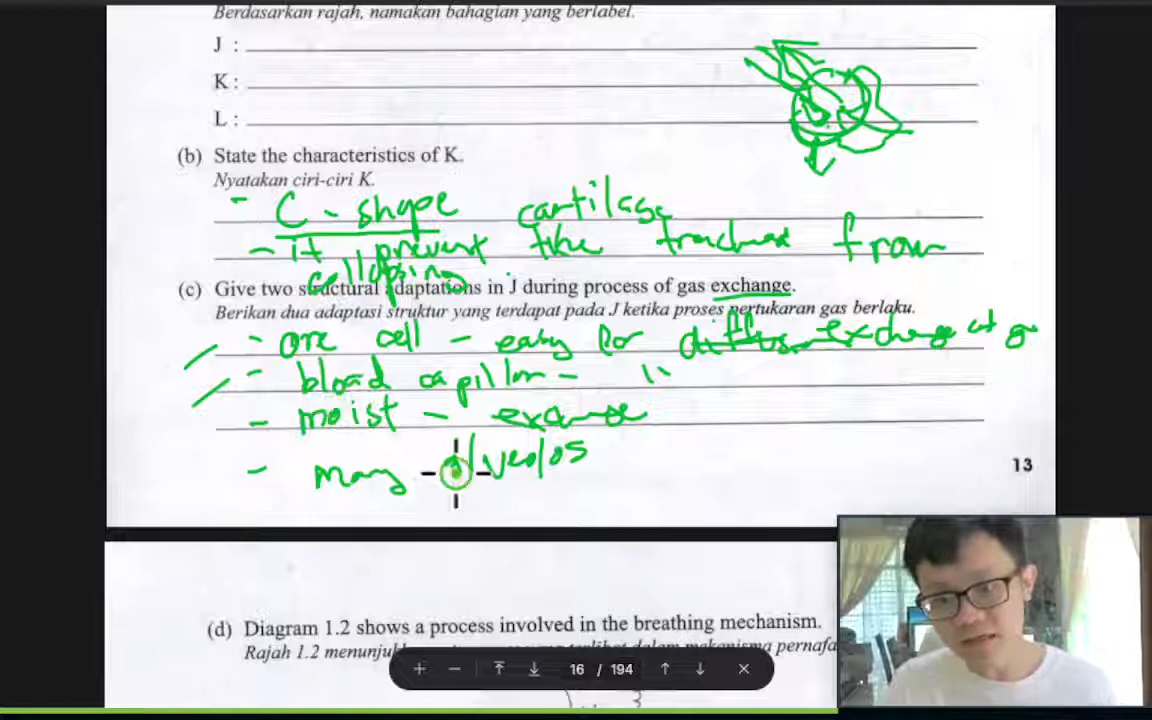 Berdasarkan rajah, namakan bahagian yang berlabel.
J :
K :
L :
(b) State the characteristics of K.
Nyatakan ciri-ciri K.
- C - shape cartilage
- it prevent the trachea from
collapsing
(c) Give two structural adaptations in J during process of gas exchange.
Berikan dua adaptasi struktur yang terdapat pada J ketika proses pertukaran gas berlaku.
- one cell - easy for exchange of
- blood capillary - "
- moist -
- many alveolus
13
(d) Diagram 1.2 shows a process involved in the breathing mechanism.
Rajah 1.2
16 / 194